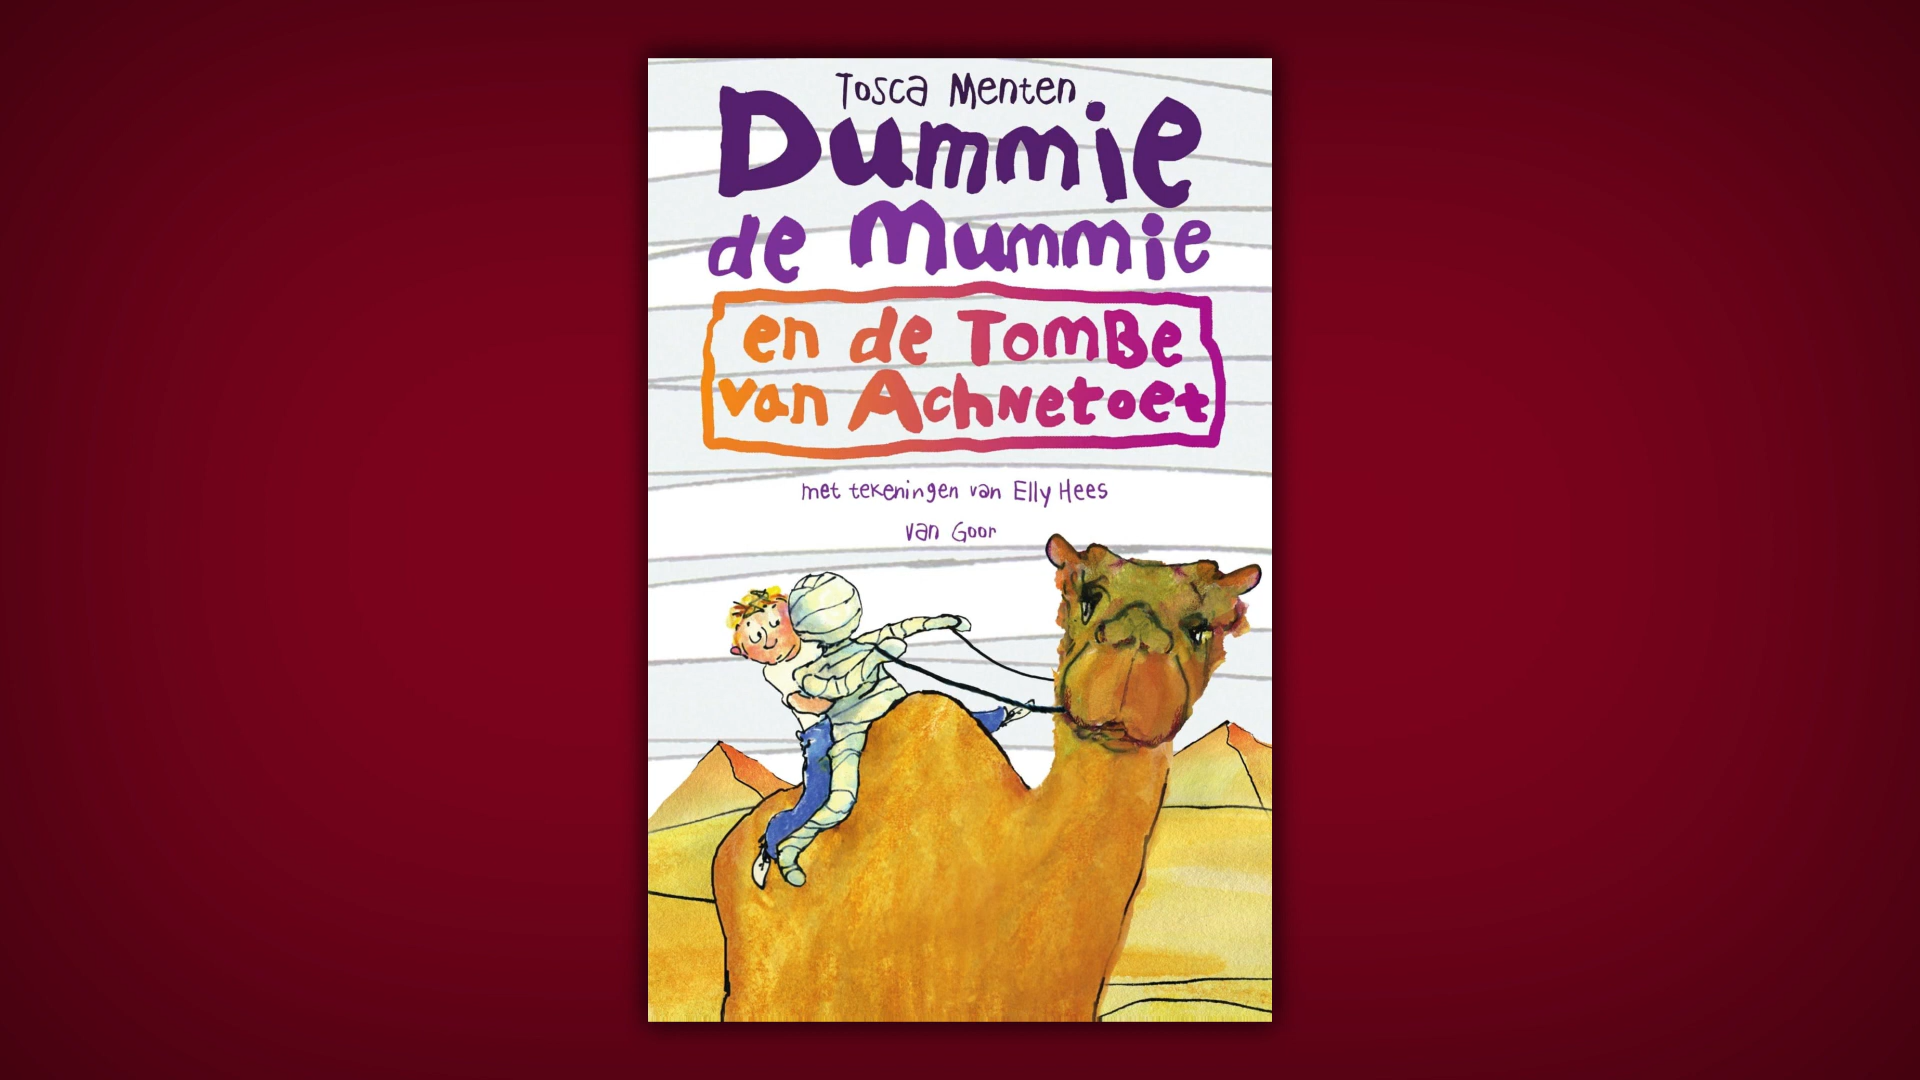 Tosca Menten
Dummie
de Mummie
en de TomBe
van Achnetoet
met tekeningen van Elly Hees
van Goor